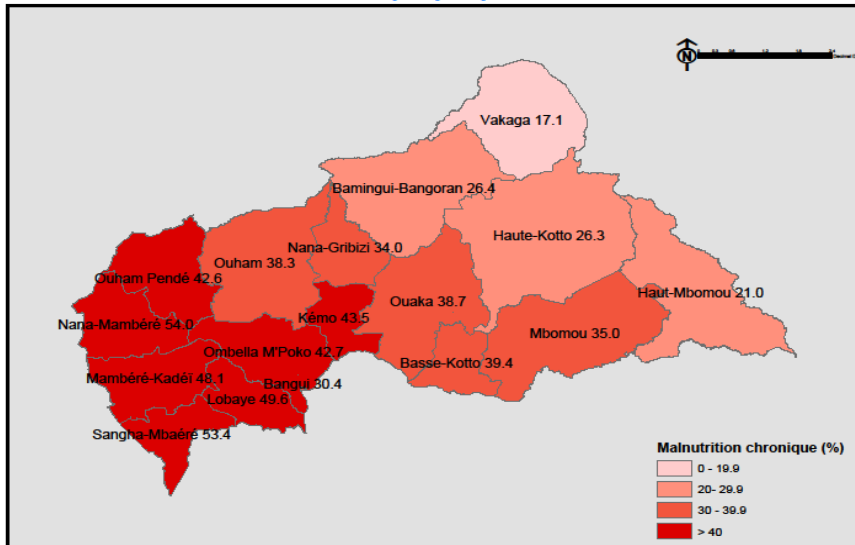 N
Vakaga 17.1
Bamingui-Bangoran 26.4
Haute-Kotto 26.3
Nana-Gribizi 34.0
Ouham 38.3
Ouham Pendé 42.6
Haut-Mbomou 21.0
Ouaka 38.7
Kémo 43.5
Nana-Mambéré 54.0
Mbomou 35.0
Ombella M'Poko 42.7
Basse-Kotto 39.4
Mambéré-Kadéï 48.1
Bangui 30.4
Lobaye 49.6
Sangha-Mbaéré 53.4
Malnutrition chronique (%)
0 - 19.9
20- 29.9
30 - 39.9
> 40